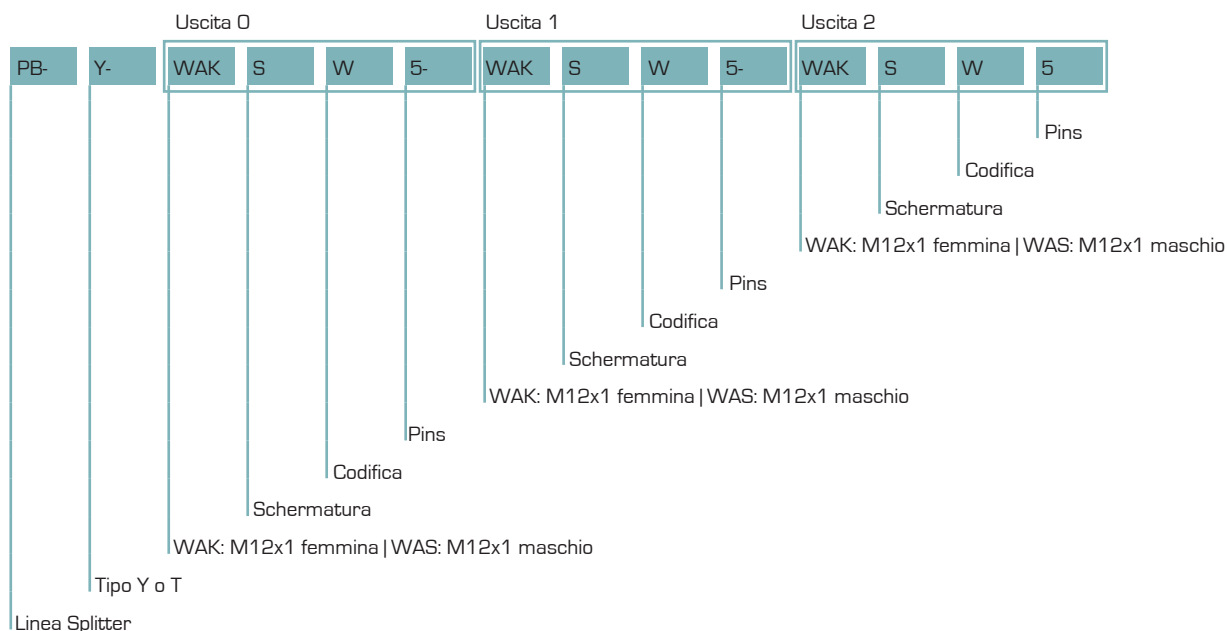 Uscita 0 Uscita 1 Uscita 2
PB- Y- WAK S W 5- WAK S W 5- WAK S W 5
Pins
Codifica
Schermatura
WAK: M12x1 femmina | WAS: M12x1 maschio
Pins
Codifica
Schermatura
WAK: M12x1 femmina | WAS: M12x1 maschio
Pins
Codifica
Schermatura
WAK: M12x1 femmina | WAS: M12x1 maschio
Tipo Y o T
Linea Splitter